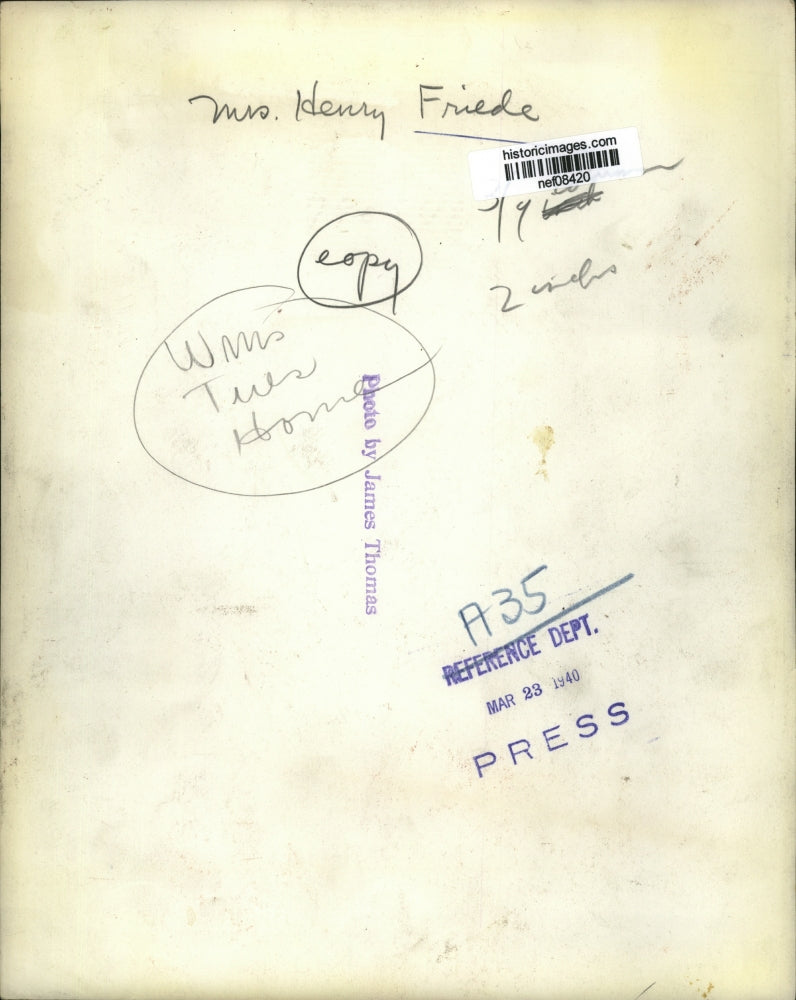 Mrs. Henry Friede
historicimages.com
nef08420
copy
2 inches
Wms
Tues
Home
Photo by James Thomas
A35
REFERENCE DEPT.
MAR 23 1940
PRESS